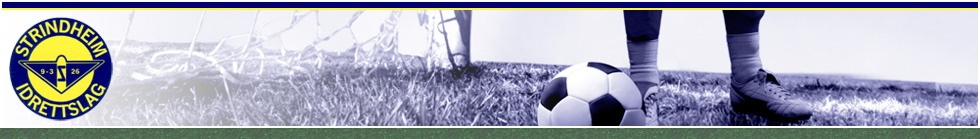 STRINDHEIM
9-3 26
IDRETTSLAG